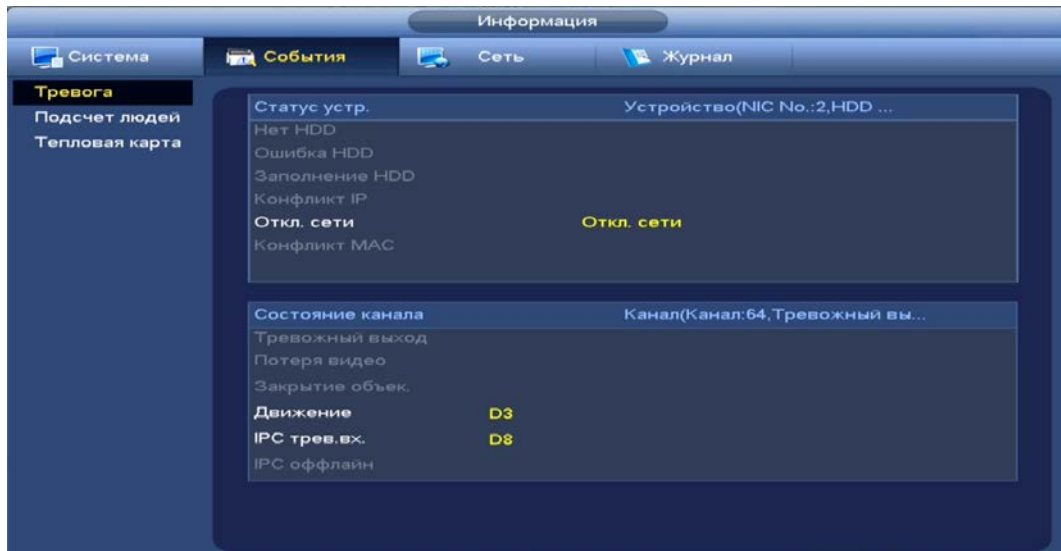 Информация
Система События Сеть Журнал
Тревога
Подсчет людей
Тепловая карта
Статус устр. Устройство(NIC No.:2,HDD ...
Нет HDD
Ошибка HDD
Заполнение HDD
Конфликт IP
Откл. сети Откл. сети
Конфликт MAC
Состояние канала Канал(Канал:64,Тревожный вы...
Тревожный выход
Потеря видео
Закрытие объек.
Движение D3
IPC трев.вх. D8
IPC оффлайн